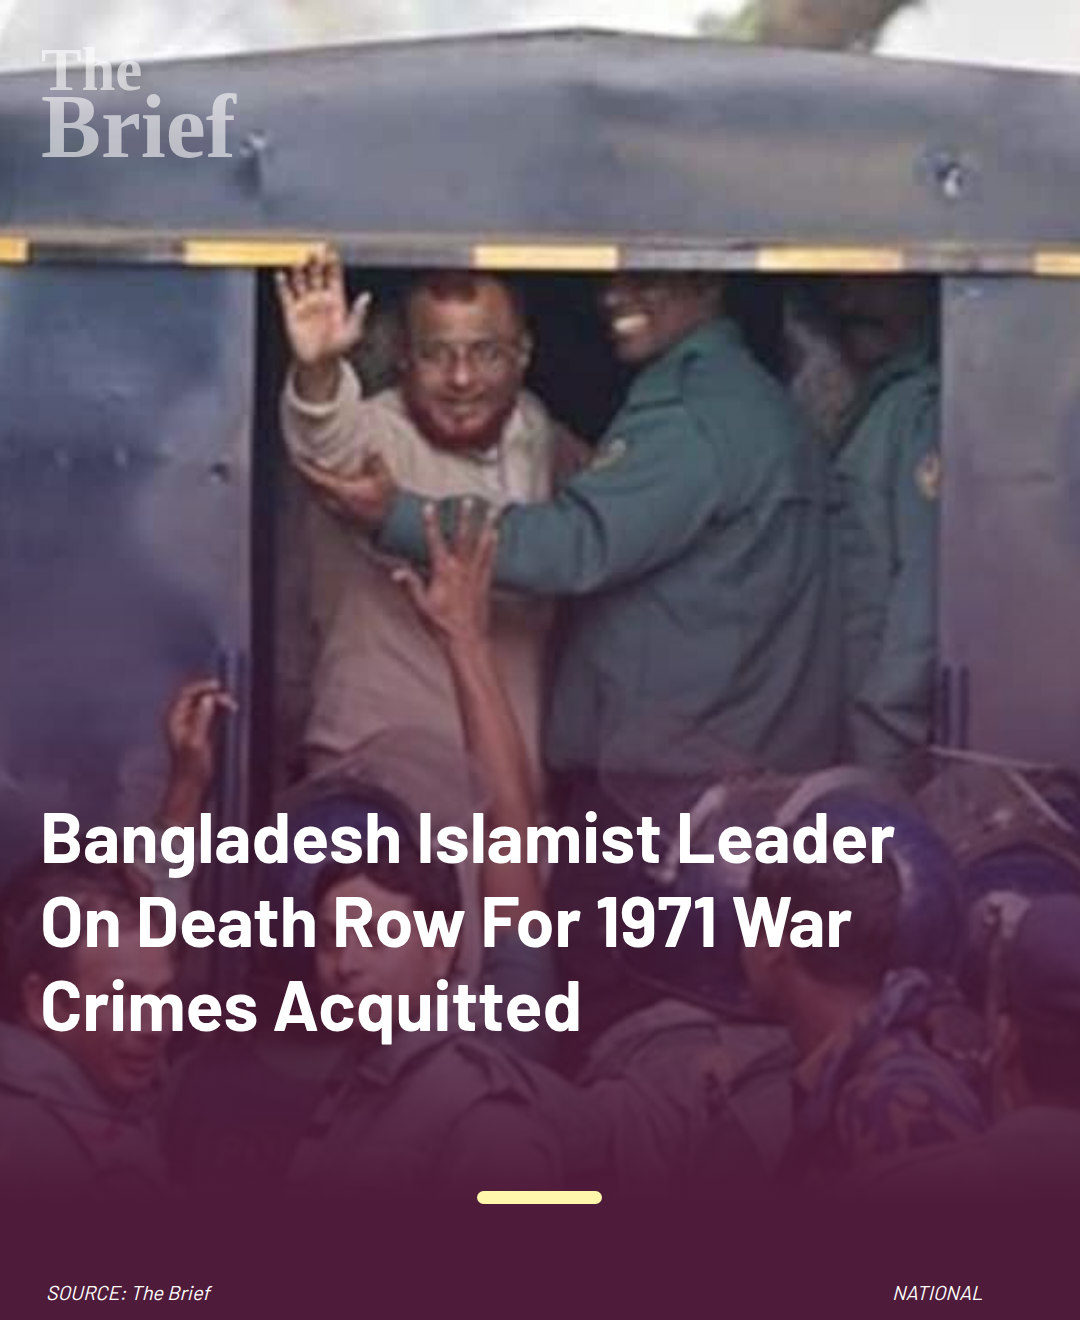 The
Brief
Bangladesh Islamist Leader
On Death Row For 1971 War
Crimes Acquitted
SOURCE: The Brief
NATIONAL